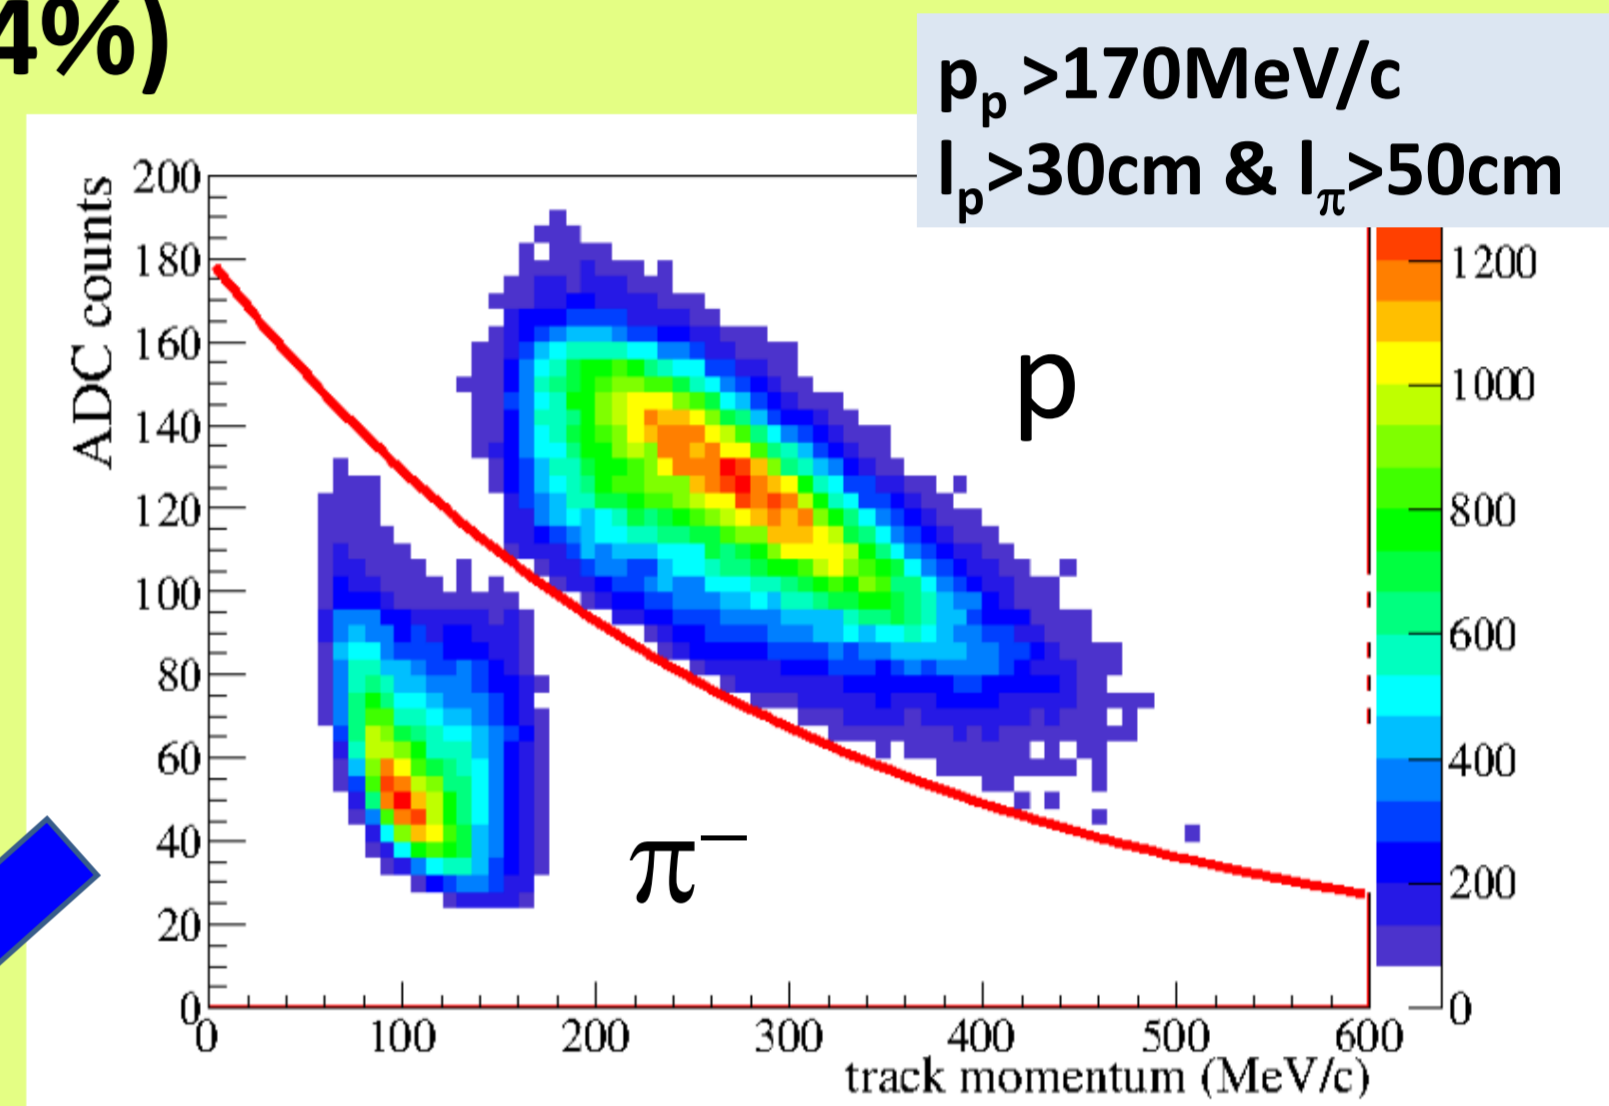 4%)
pp >170MeV/c
lp>30cm & lπ>50cm
ADC counts
200
180
160
140
120
100
80
60
40
20
0
p
π−
1200
1000
800
600
400
200
0
0 100 200 300 400 500 600
track momentum (MeV/c)